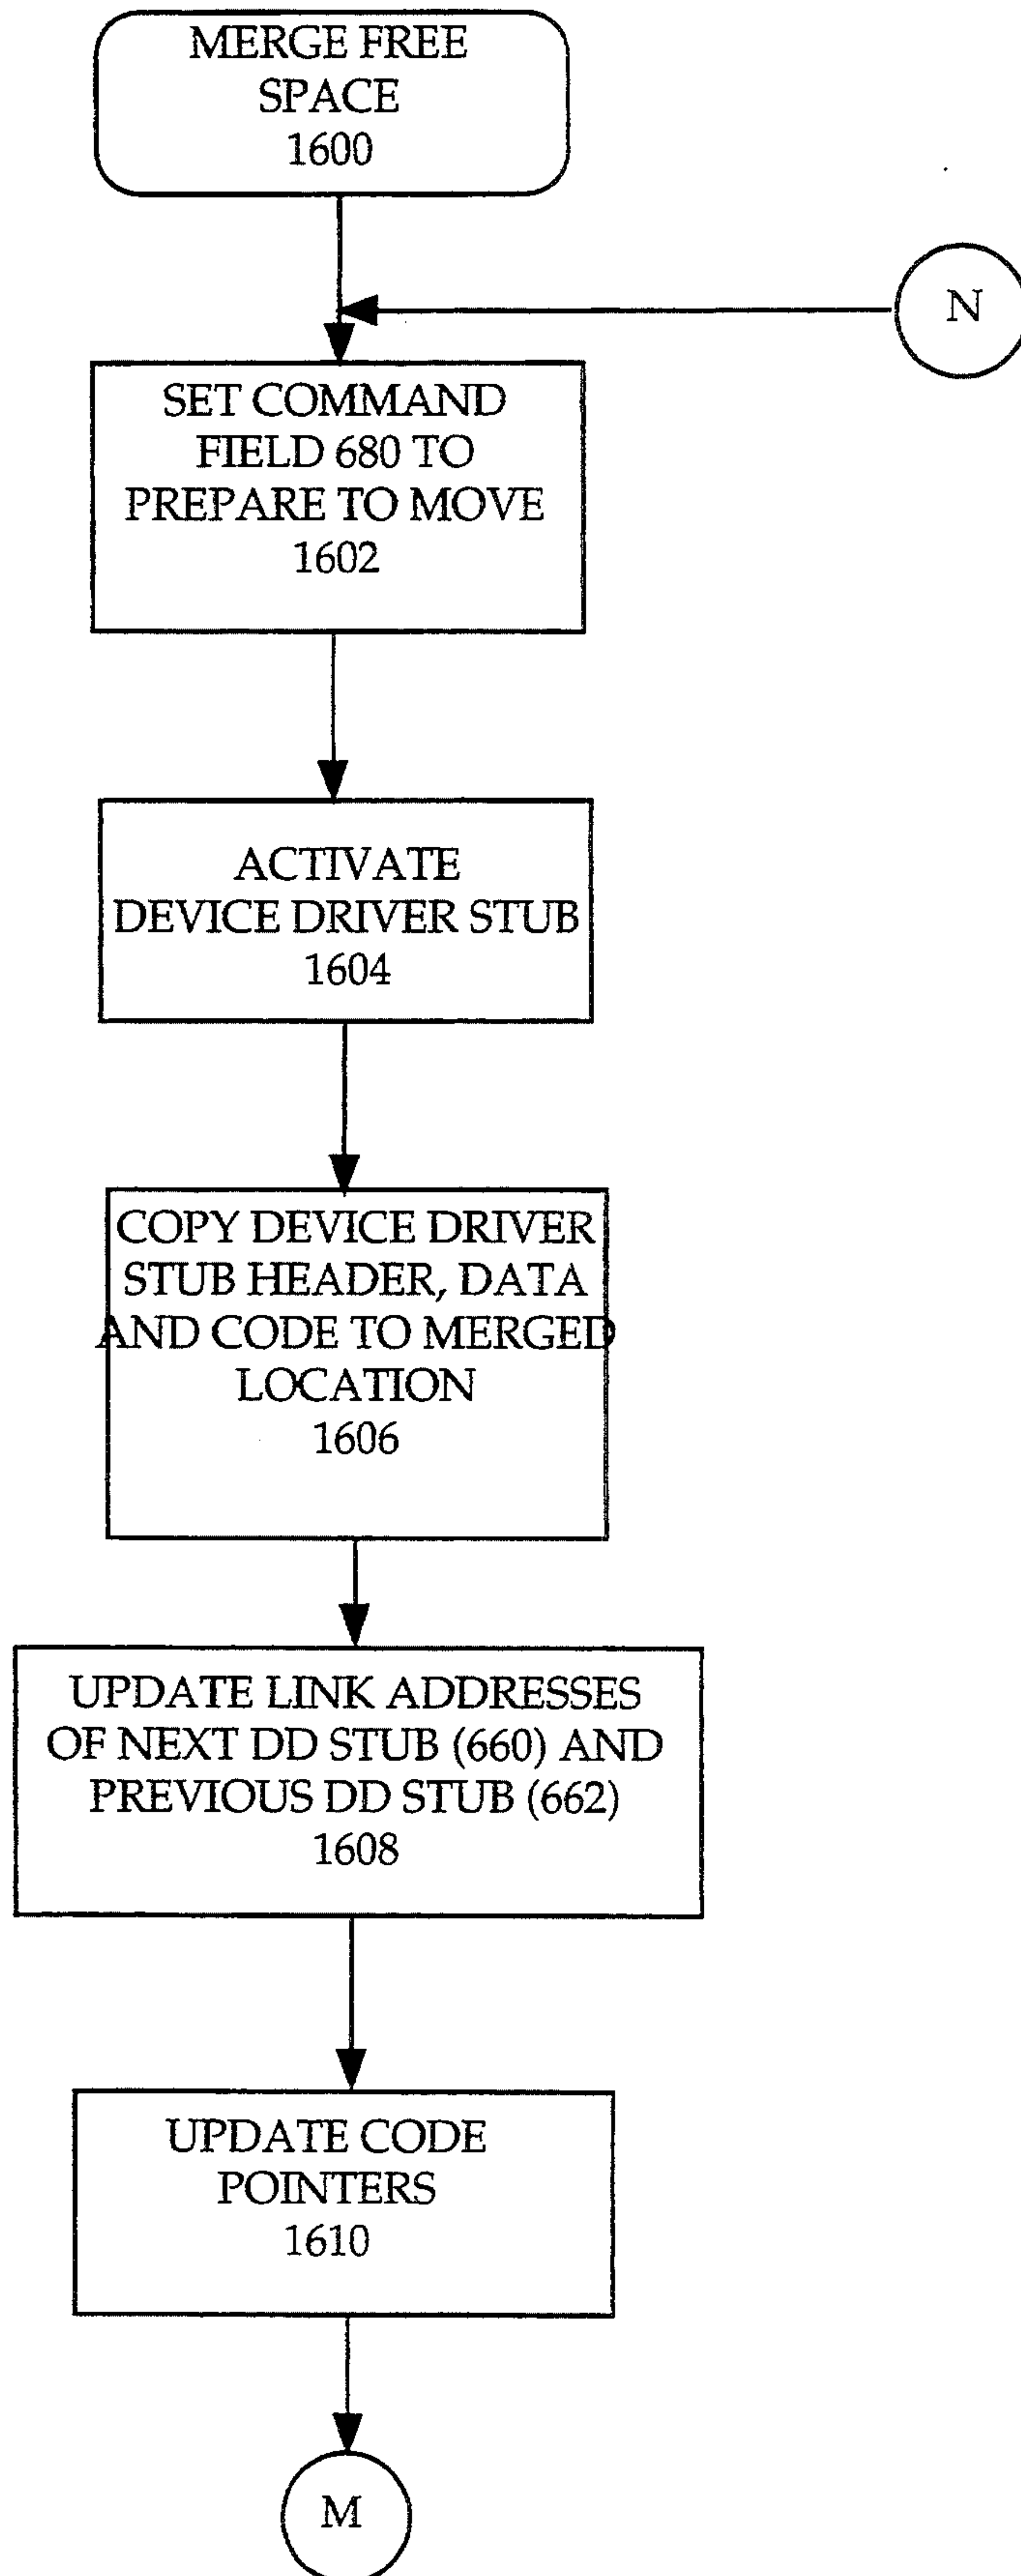 MERGE FREE
SPACE
1600
N
SET COMMAND
FIELD 680 TO
PREPARE TO MOVE
1602
ACTIVATE
DEVICE DRIVER STUB
1604
COPY DEVICE DRIVER
STUB HEADER, DATA
AND CODE TO MERGED
LOCATION
1606
UPDATE LINK ADDRESSES
OF NEXT DD STUB (660) AND
PREVIOUS DD STUB (662)
1608
UPDATE CODE
POINTERS
1610
M